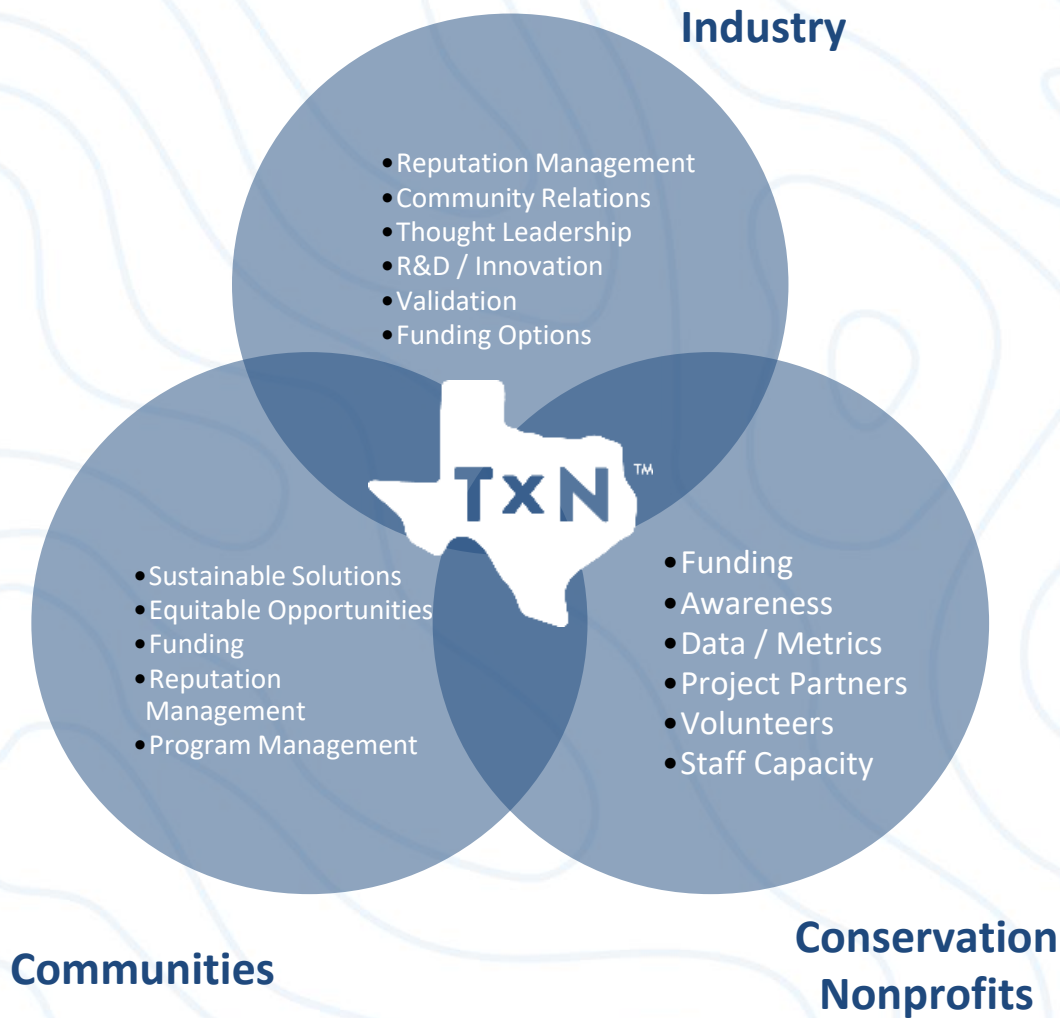 Industry
•Reputation Management
•Community Relations
•Thought Leadership
•R&D / Innovation
•Validation
•Funding Options
TxN™
•Sustainable Solutions
•Equitable Opportunities
•Funding
•Reputation
Management
•Program Management
•Funding
•Awareness
•Data / Metrics
•Project Partners
•Volunteers
•Staff Capacity
Communities
Conservation
Nonprofits